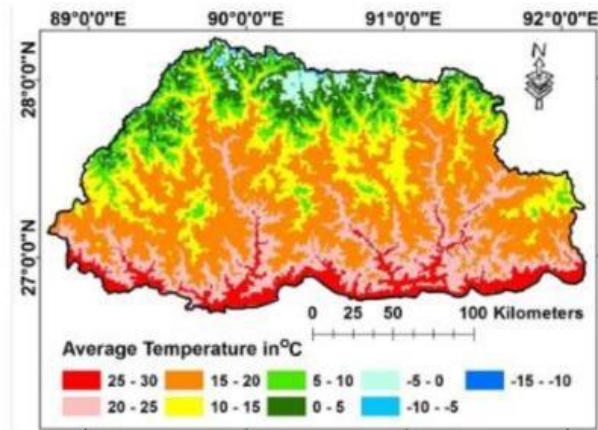 89°0'0"E 90°0'0"E 91°0'0"E 92°0'0"E
28°0'0"N
27°0'0"N
N
0 25 50 100 Kilometers
Average Temperature in°C
25 - 30 15 - 20 5 - 10 -5 - 0 -15 - -10
20 - 25 10 - 15 0 - 5 -10 - -5